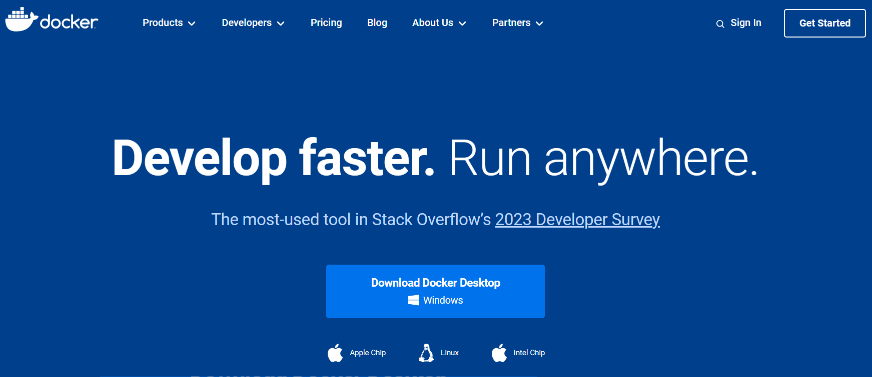 docker
Products
Developers
Pricing
Blog
About Us
Partners
Sign In
Get Started
Develop faster. Run anywhere.
The most-used tool in Stack Overflow's 2023 Developer Survey
Download Docker Desktop
Windows
Apple Chip
Linux
Intel Chip